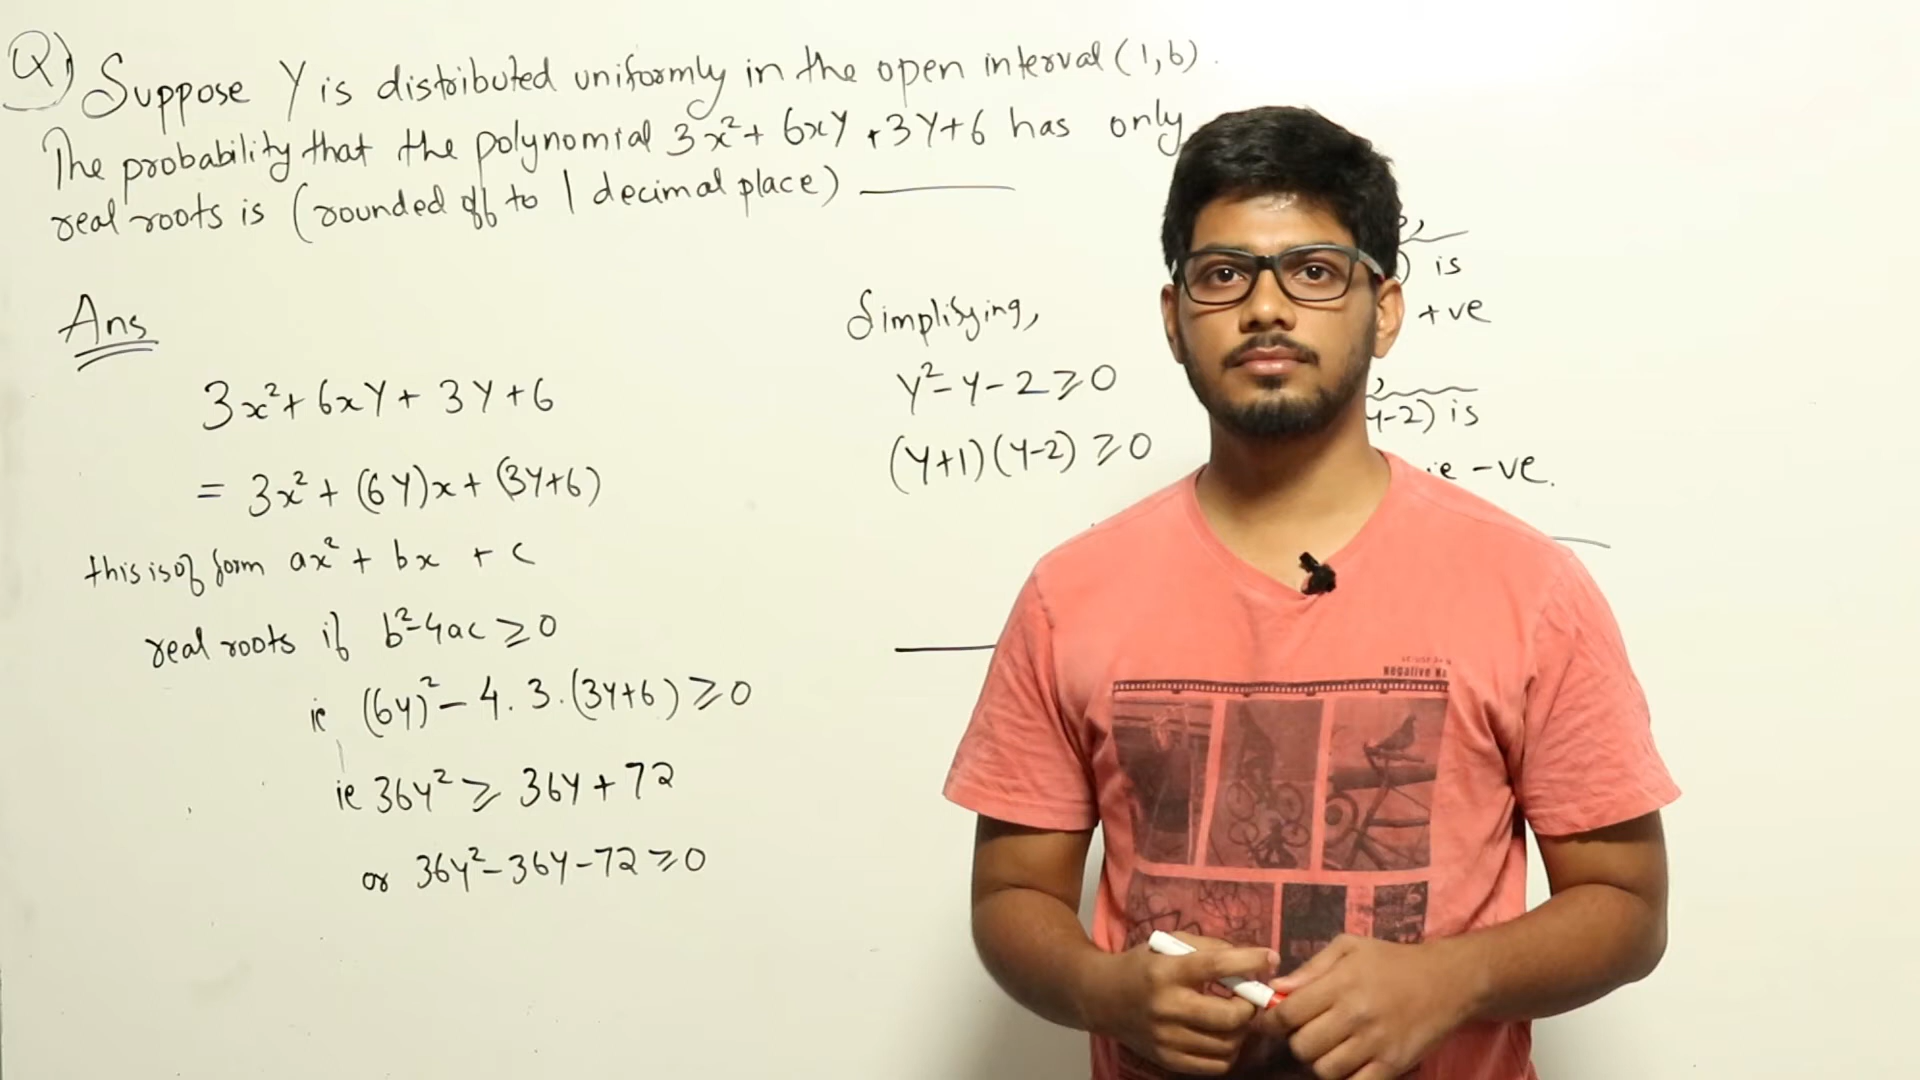 Q) Suppose Y is distributed uniformly in the open interval (1,6).
The probability that the polynomial 3x² + 6xY + 3Y+6 has only
real roots is (rounded off to 1 decimal place) ______
Ans
3x² + 6xY + 3Y + 6
= 3x² + (6Y)x + (3Y+6)
this is of form ax² + bx + c
real roots if b²-4ac ≥ 0
ie (6Y)² - 4 . 3 . (3Y+6) ≥ 0
ie 36Y² ≥ 36Y + 72
or 36Y² - 36Y - 72 ≥ 0
Simplifying,
Y² - Y - 2 ≥ 0
(Y+1) (Y-2) ≥ 0
) is
+ve
Y-2) is
ie -ve.
Negative